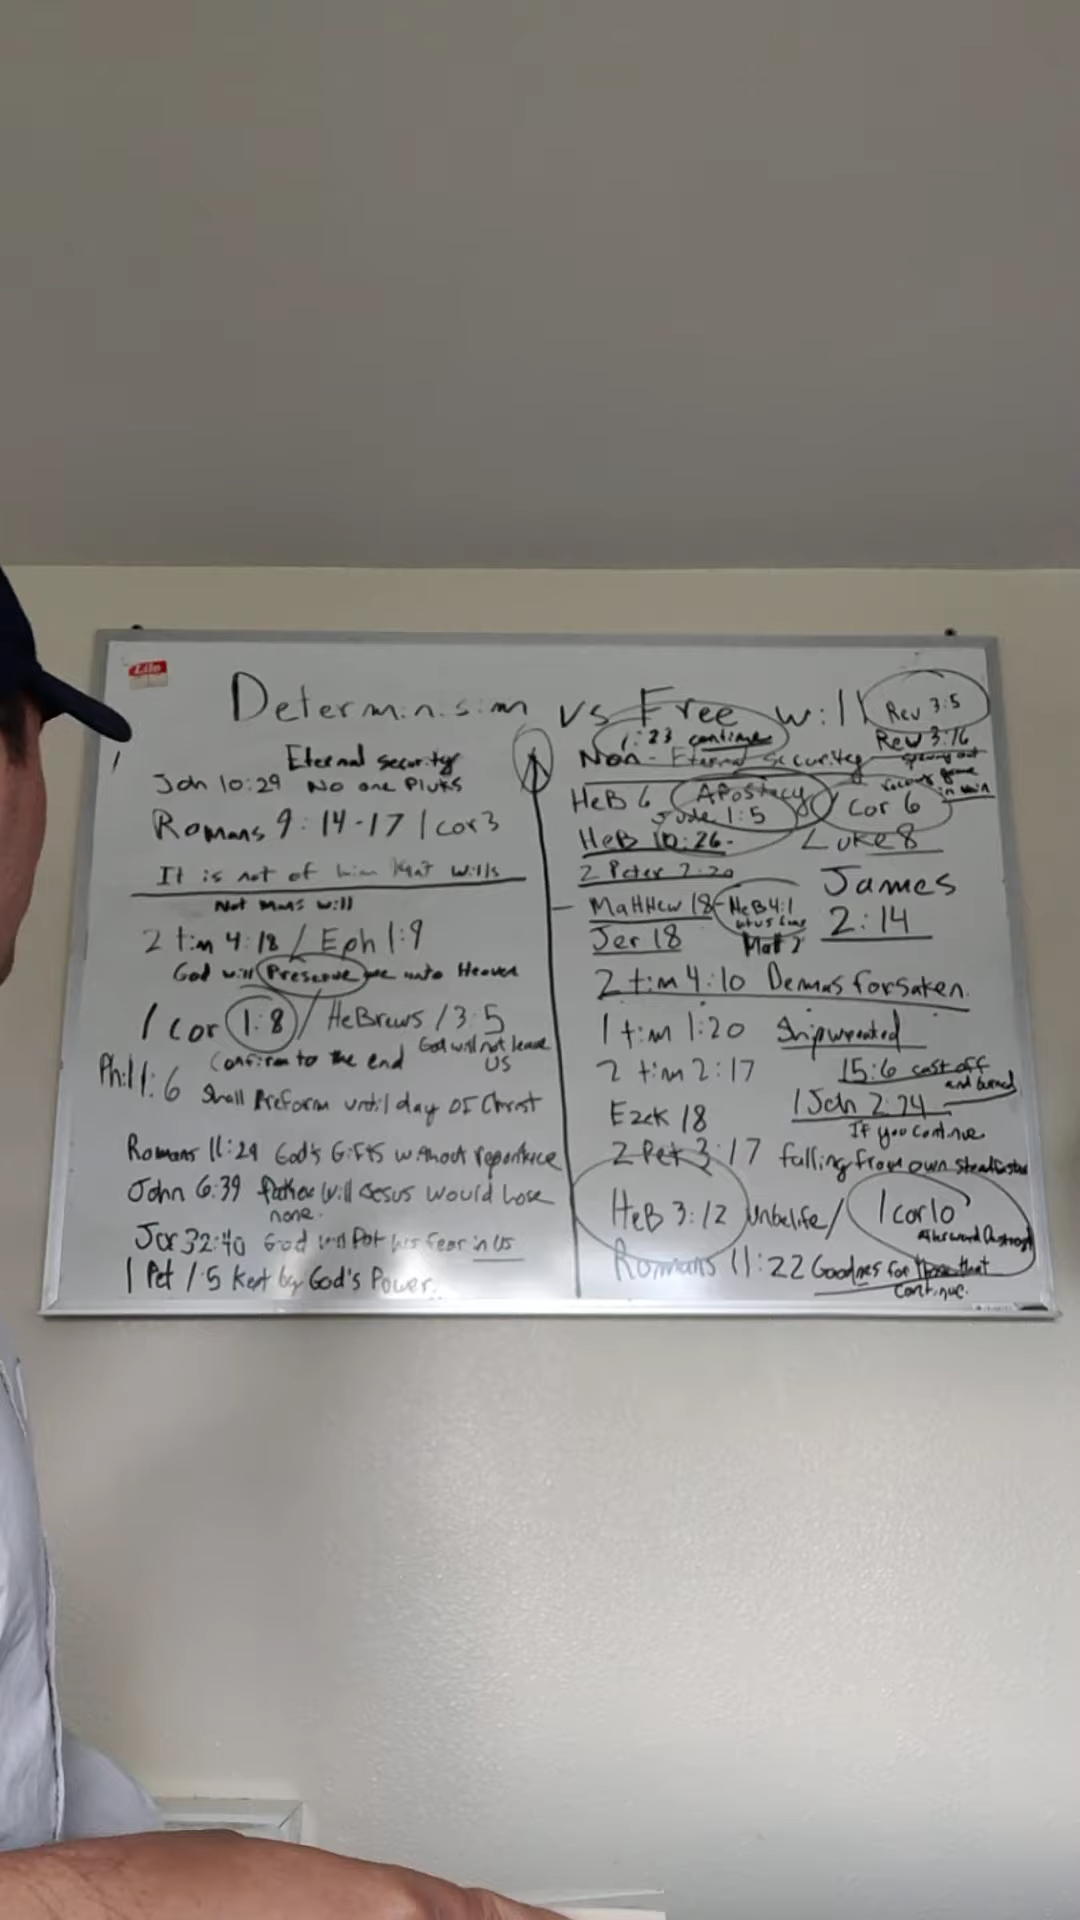 Determinisim vs Free will
Rev 3:5
Eternal security
John 10:29 No one Pluks
Romans 9:14-17 / cor 3
It is not of him that wills
Not mans will
2 tim 4:18 / Eph 1:9
God will Preserve me unto Heaven
1 cor 1:8 / HeBrews 13:5
Confirm to the end
God will not leave
US
Phil 1:6 Shall Preform until day of Christ
Romans 11:29 God's Gifts without repentance
John 6:39 father will Jesus would Lose
none.
Jer 32:40 God will Put his fear in us
1 Pet 1:5 Kept by God's Power.
1:23 continue
Non-Eternal security
Rev 3:16
spewing out
HeB 6 APostacy
Jude 1:5
Cor 6
in vain
HeB 10:26-
Luke 8
2 Peter 2:20
James
2:14
Matthew 18- HeB 4:1
Jer 18
Mat 7
2 tim 4:10 Demas forsaken.
1 tim 1:20 Shipwreated
2 tim 2:17 15:6 cast off
and burned
Ezek 18 1 John 2:24
If you continue
2 Pet 3:17 falling from own
HeB 3:12 unbelife / 1 cor 10
Romans 11:22 Goodnes for those that
continue.